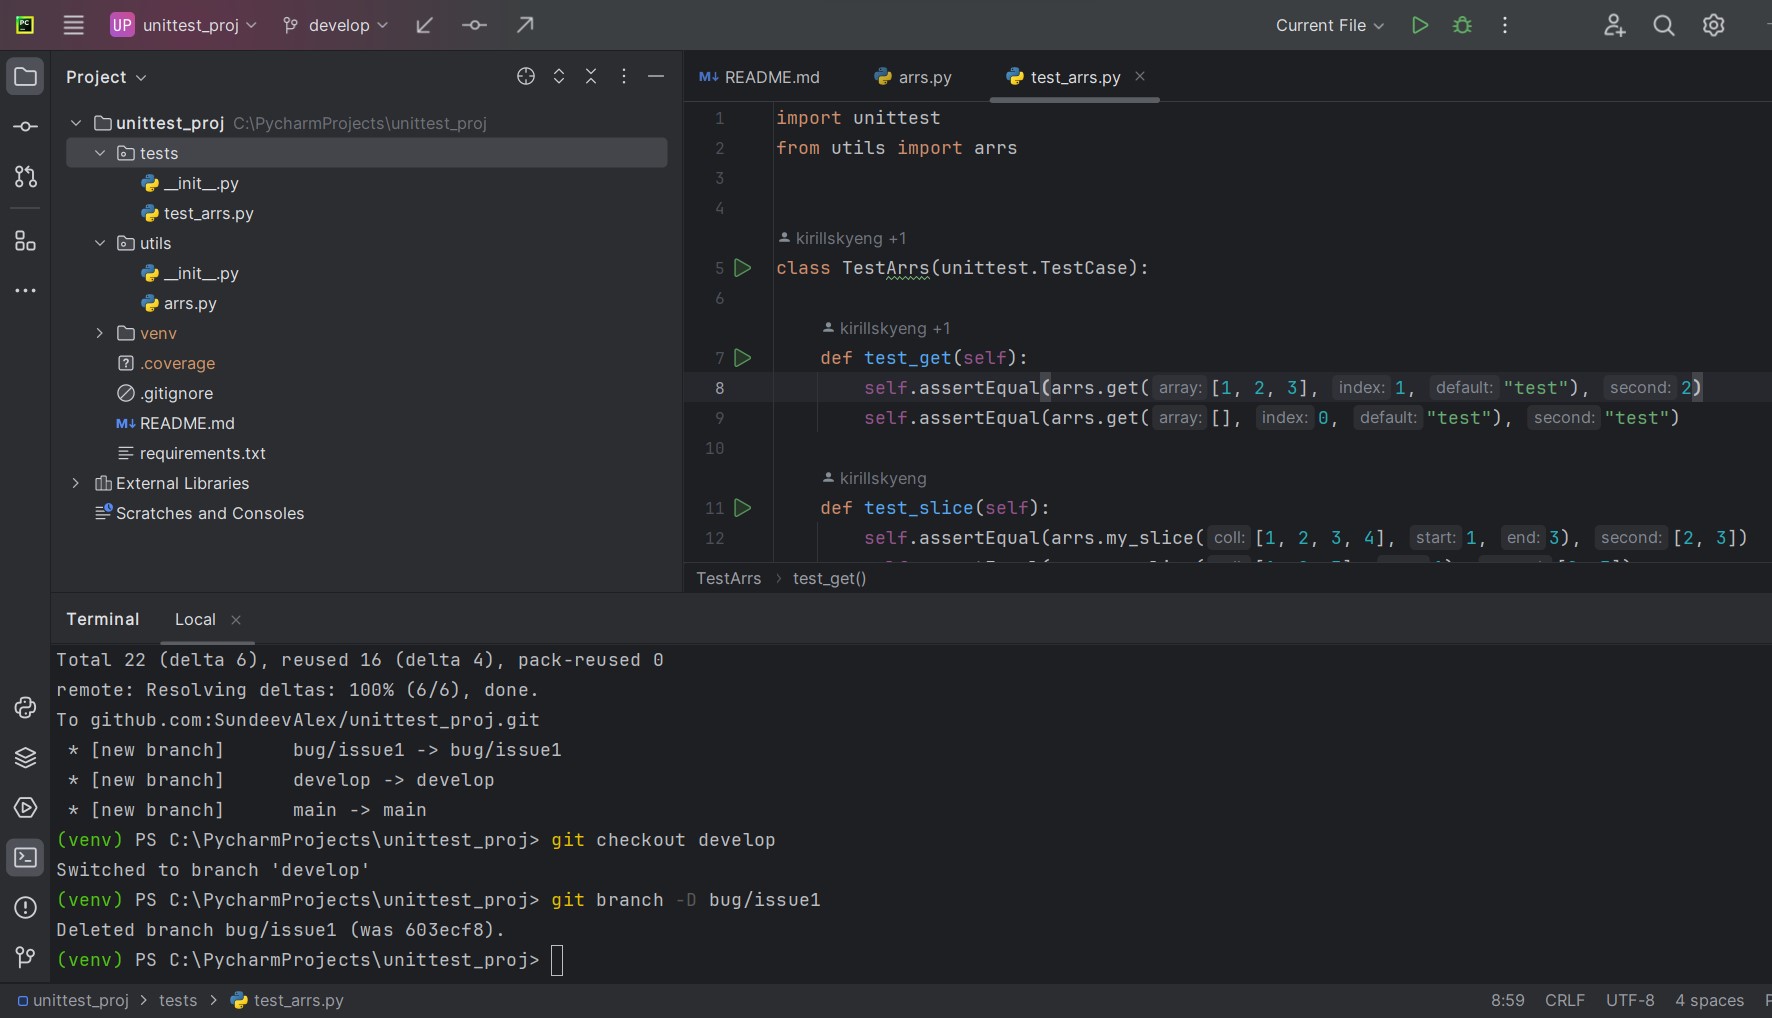 PC
UP unittest_proj develop Current File
Project
unittest_proj C:\PycharmProjects\unittest_proj
tests
__init__.py
test_arrs.py
utils
__init__.py
arrs.py
venv
.coverage
.gitignore
M↓ README.md
requirements.txt
External Libraries
Scratches and Consoles
M↓ README.md arrs.py test_arrs.py ×
1 import unittest
2 from utils import arrs
3
4
kirillskyeng +1
5 class TestArrs(unittest.TestCase):
6
kirillskyeng +1
7 def test_get(self):
8 self.assertEqual(arrs.get( array: [1, 2, 3], index: 1, default: "test"), second: 2)
9 self.assertEqual(arrs.get( array: [], index: 0, default: "test"), second: "test")
10
kirillskyeng
11 def test_slice(self):
12 self.assertEqual(arrs.my_slice( coll: [1, 2, 3, 4], start: 1, end: 3), second: [2, 3])
TestArrs > test_get()
Terminal Local ×
Total 22 (delta 6), reused 16 (delta 4), pack-reused 0
remote: Resolving deltas: 100% (6/6), done.
To github.com:SundeevAlex/unittest_proj.git
* [new branch] bug/issue1 -> bug/issue1
* [new branch] develop -> develop
* [new branch] main -> main
(venv) PS C:\PycharmProjects\unittest_proj> git checkout develop
Switched to branch 'develop'
(venv) PS C:\PycharmProjects\unittest_proj> git branch -D bug/issue1
Deleted branch bug/issue1 (was 603ecf8).
(venv) PS C:\PycharmProjects\unittest_proj>
unittest_proj > tests > test_arrs.py 8:59 CRLF UTF-8 4 spaces